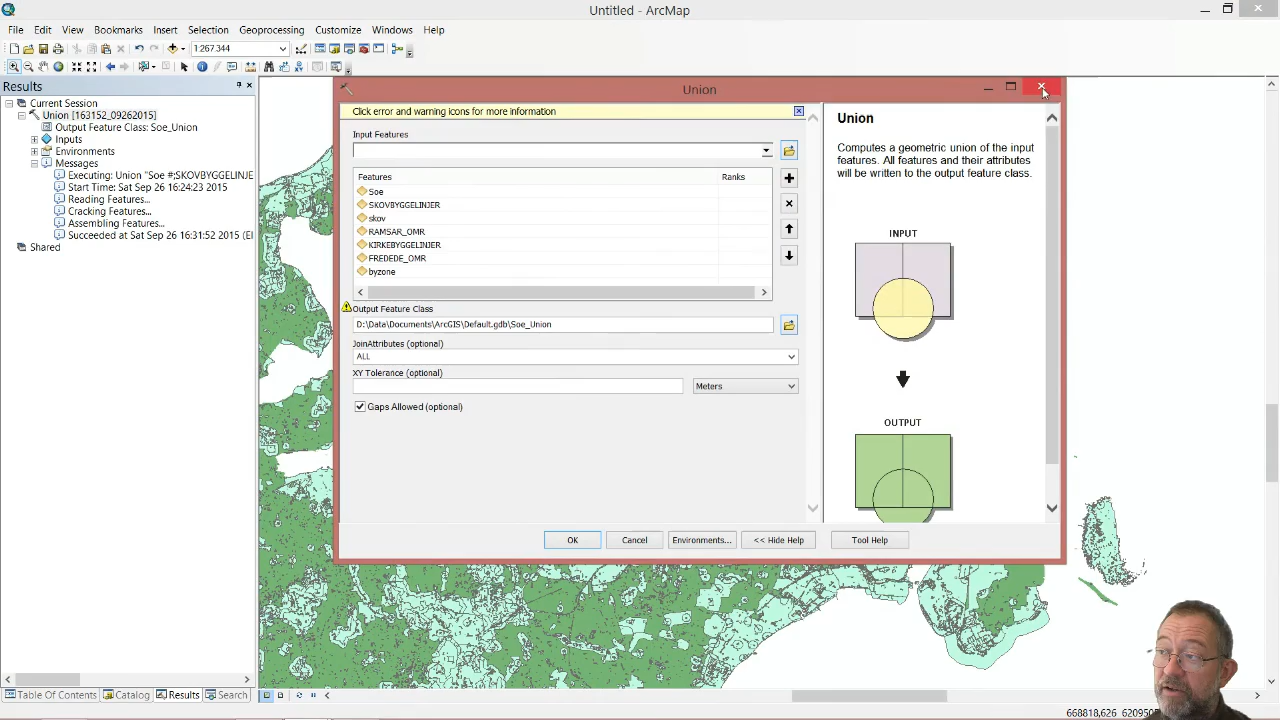 Untitled - ArcMap
File Edit View Bookmarks Insert Selection Geoprocessing Customize Windows Help
1:267.344
Results
Current Session
Union [163152_09262015]
Output Feature Class: Soe_Union
Inputs
Environments
Messages
Executing: Union "Soe #;SKOVBYGGELINJE
Start Time: Sat Sep 26 16:24:23 2015
Reading Features...
Cracking Features...
Assembling Features...
Succeeded at Sat Sep 26 16:31:52 2015 (El
Shared
Table Of Contents Catalog Results Search
Union
Click error and warning icons for more information
Input Features
Features Ranks
Soe
SKOVBYGGELINJER
skov
RAMSAR_OMR
KIRKEBYGGELINJER
FREDEDE_OMR
byzone
Output Feature Class
D:\Data\Documents\ArcGIS\Default.gdb\Soe_Union
JoinAttributes (optional)
ALL
XY Tolerance (optional)
Meters
Gaps Allowed (optional)
OK Cancel Environments... << Hide Help Tool Help
Union
Computes a geometric union of the input
features. All features and their attributes
will be written to the output feature class.
INPUT
OUTPUT